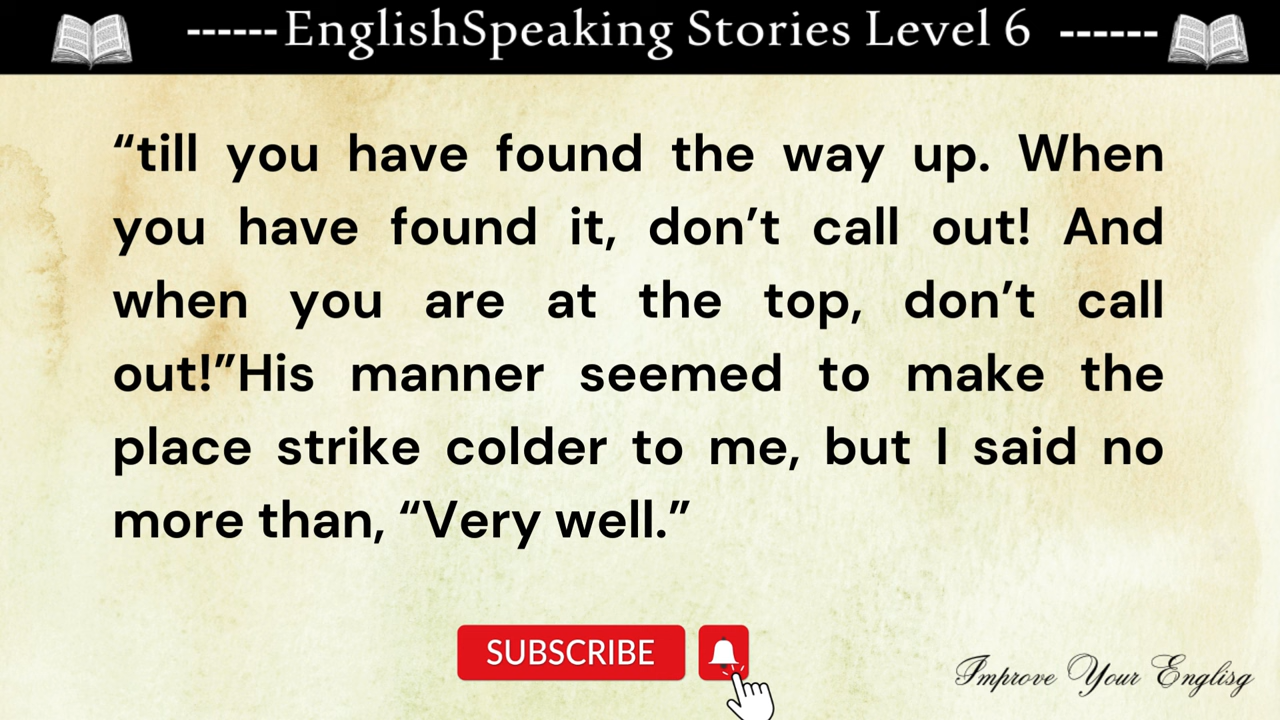 ------EnglishSpeaking Stories Level 6 ------
“till you have found the way up. When
you have found it, don’t call out! And
when you are at the top, don’t call
out!”His manner seemed to make the
place strike colder to me, but I said no
more than, “Very well.”
SUBSCRIBE
Improve Your Englisg